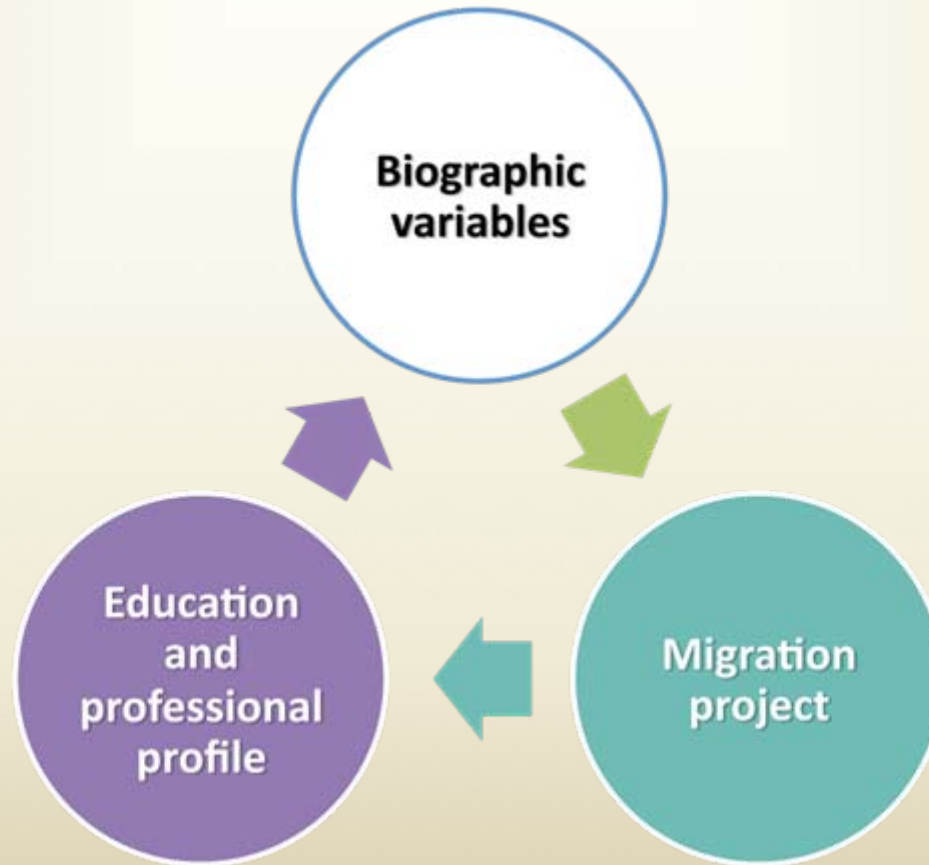 Biographic
variables
Education
and
professional
profile
Migration
project